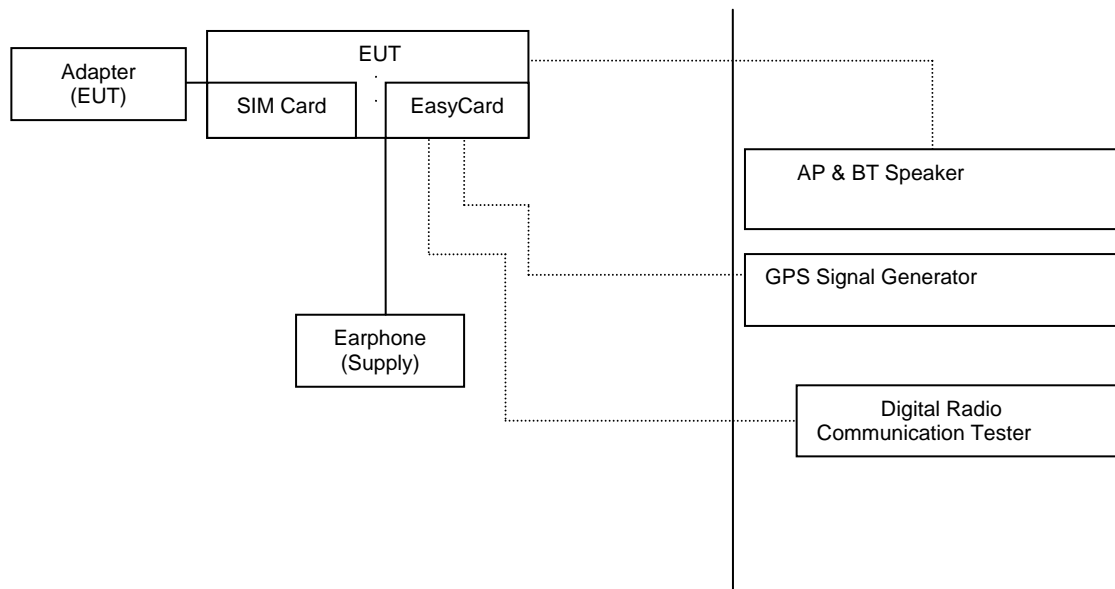 EUT
Adapter
(EUT)
SIM Card
EasyCard
AP & BT Speaker
GPS Signal Generator
Earphone
(Supply)
Digital Radio
Communication Tester